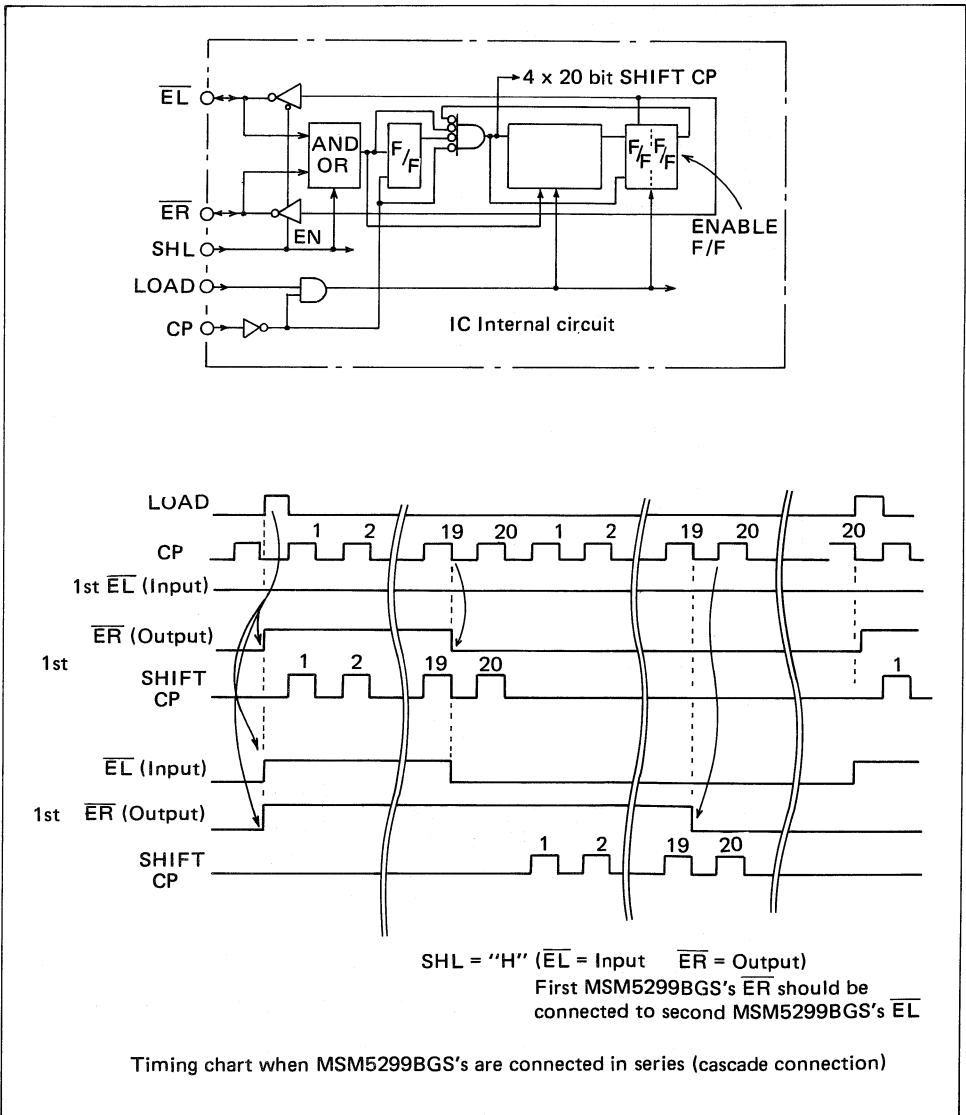 4 x 20 bit SHIFT CP
EL
AND
OR
F/F
F/F F/F
ER
EN
ENABLE
F/F
SHL
LOAD
CP
IC Internal circuit
LOAD
1 2 19 20 1 2 19 20 20
CP
1st EL (Input)
ER (Output)
1st
1 2 19 20 1
SHIFT
CP
EL (Input)
1st ER (Output)
1 2 19 20
SHIFT
CP
SHL = "H" (EL = Input ER = Output)
First MSM5299BGS's ER should be
connected to second MSM5299BGS's EL
Timing chart when MSM5299BGS's are connected in series (cascade connection)